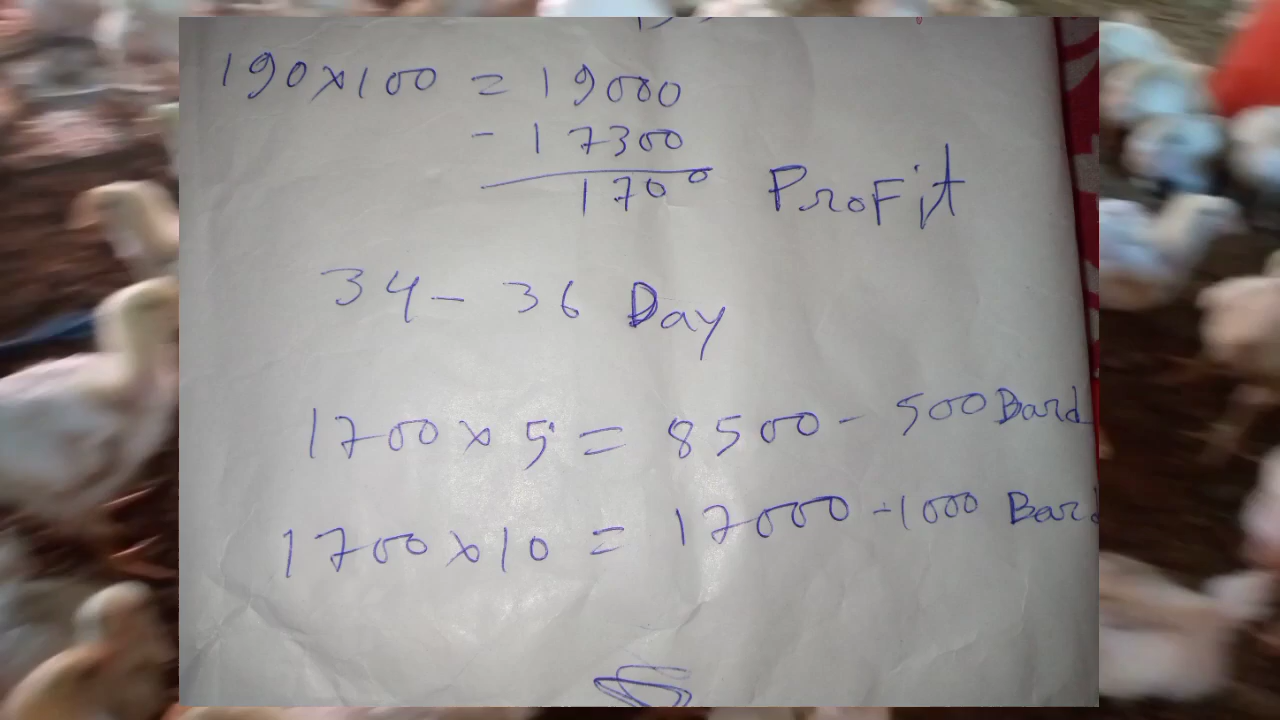 190x100 = 19000
- 17300
1700 ProFit
34 - 36 Day
1700 x 5 = 8500 - 500 Bard
1700 x 10 = 17000 - 1000 Bard